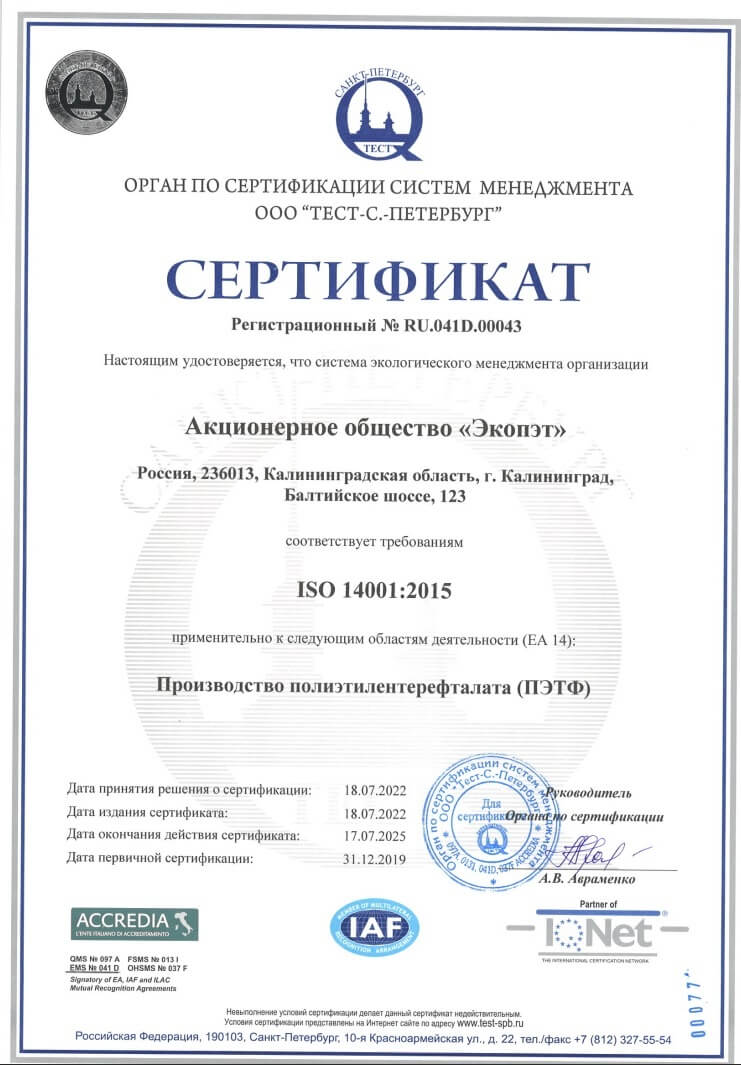 САНКТ-ПЕТЕРБУРГ
ТЕСТ
ОРГАН ПО СЕРТИФИКАЦИИ СИСТЕМ МЕНЕДЖМЕНТА
ООО “ТЕСТ-С.-ПЕТЕРБУРГ”
СЕРТИФИКАТ
Регистрационный № RU.041D.00043
Настоящим удостоверяется, что система экологического менеджмента организации
Акционерное общество «Экопэт»
Россия, 236013, Калининградская область, г. Калининград,
Балтийское шоссе, 123
соответствует требованиям
ISO 14001:2015
применительно к следующим областям деятельности (ЕА 14):
Производство полиэтилентерефталата (ПЭТФ)
Дата принятия решения о сертификации: 18.07.2022
Дата издания сертификата: 18.07.2022
Дата окончания действия сертификата: 17.07.2025
Дата первичной сертификации: 31.12.2019
Орган по сертификации систем менеджмента
ООО "Тест-С.-Петербург"
Для
097A, 013I, 041D, 037F ACCREDIA
Руководитель
Органа по сертификации
А.В. Авраменко
ACCREDIA
L'ENTE ITALIANO DI ACCREDITAMENTO
QMS № 097 A FSMS № 013 I
EMS № 041 D OHSMS № 037 F
Signatory of EA, IAF and ILAC
Mutual Recognition Agreements
MEMBER OF MULTILATERAL
IAF
RECOGNITION ARRANGEMENT
Partner of
IQNet
THE INTERNATIONAL CERTIFICATION NETWORK
00077
Невыполнение условий сертификации делает данный сертификат недействительным.
Условия сертификации представлены на Интернет сайте по адресу www.test-spb.ru
Российская Федерация, 190103, Санкт-Петербург, 10-я Красноармейская ул., д. 22, тел./факс +7 (812) 327-55-54